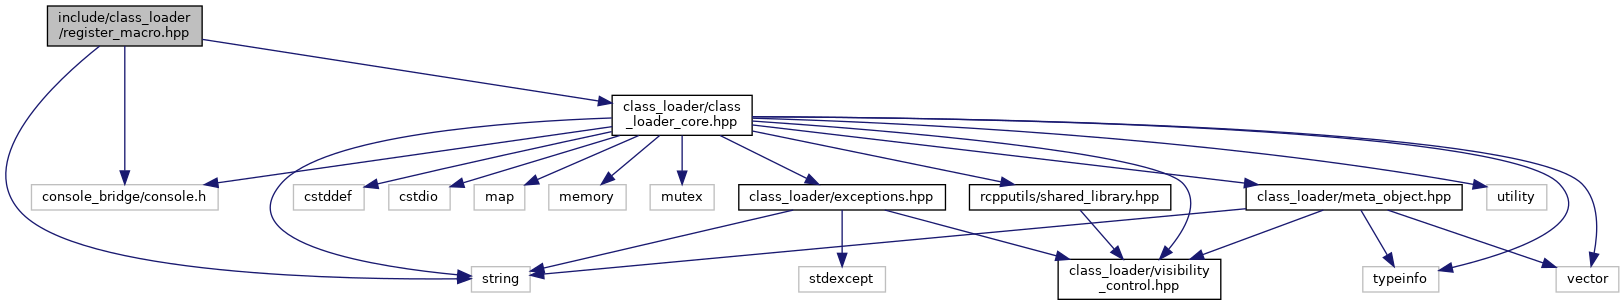 include/class_loader
/register_macro.hpp
class_loader/class
_loader_core.hpp
console_bridge/console.h
cstddef
cstdio
map
memory
mutex
class_loader/exceptions.hpp
rcpputils/shared_library.hpp
class_loader/meta_object.hpp
utility
string
stdexcept
class_loader/visibility
_control.hpp
typeinfo
vector